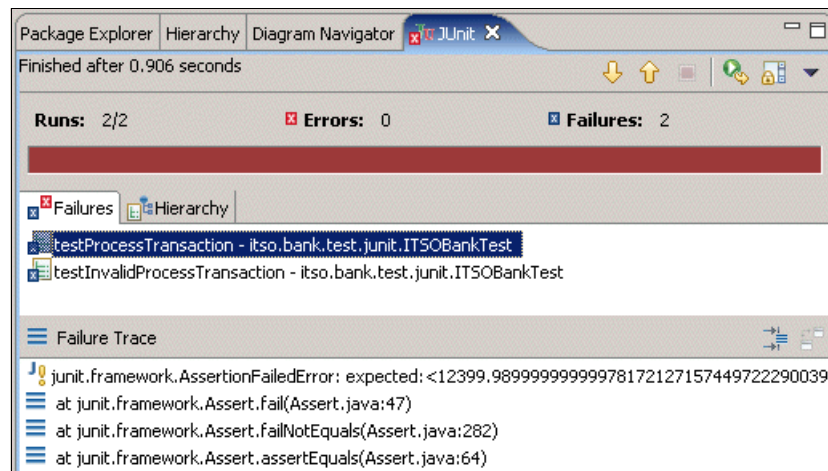 Package Explorer Hierarchy Diagram Navigator JUnit
Finished after 0.906 seconds
Runs: 2/2 Errors: 0 Failures: 2
Failures Hierarchy
testProcessTransaction - itso.bank.test.junit.ITSOBankTest
testInvalidProcessTransaction - itso.bank.test.junit.ITSOBankTest
Failure Trace
junit.framework.AssertionFailedError: expected:<12399.989999999999781721271574497222900​39
at junit.framework.Assert.fail(Assert.java:47)
at junit.framework.Assert.failNotEquals(Assert.java:282)
at junit.framework.Assert.assertEquals(Assert.java:64)